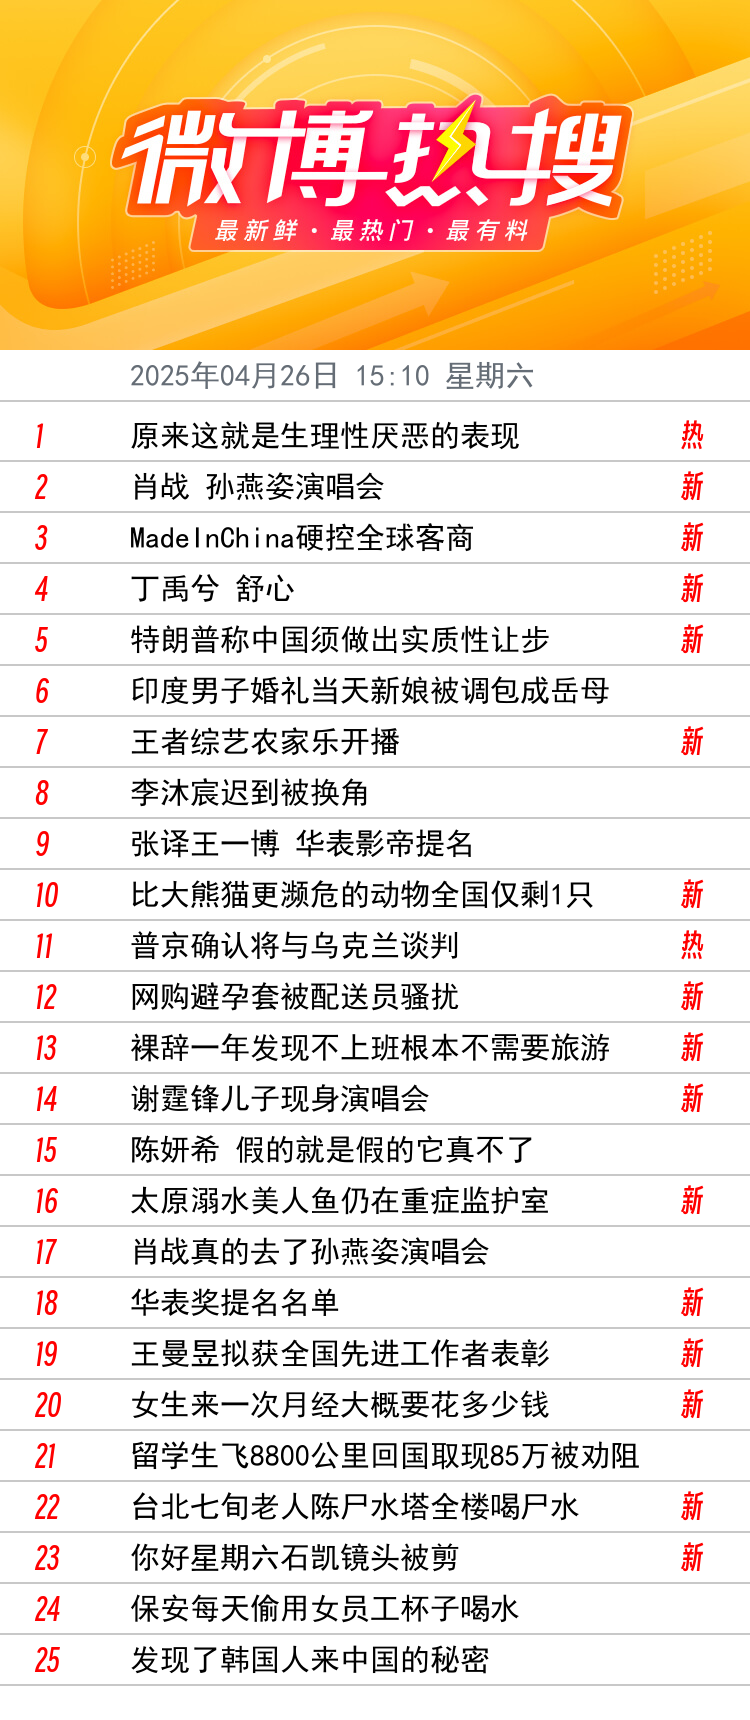 微博热搜
最新鲜·最热门·最有料
2025年04月26日 15:10 星期六
1 原来这就是生理性厌恶的表现 热
2 肖战 孙燕姿演唱会 新
3 MadeInChina硬控全球客商 新
4 丁禹兮 舒心 新
5 特朗普称中国须做出实质性让步 新
6 印度男子婚礼当天新娘被调包成岳母
7 王者综艺农家乐开播 新
8 李沐宸迟到被换角
9 张译王一博 华表影帝提名
10 比大熊猫更濒危的动物全国仅剩1只 新
11 普京确认将与乌克兰谈判 热
12 网购避孕套被配送员骚扰 新
13 裸辞一年发现不上班根本不需要旅游 新
14 谢霆锋儿子现身演唱会 新
15 陈妍希 假的就是假的它真不了
16 太原溺水美人鱼仍在重症监护室 新
17 肖战真的去了孙燕姿演唱会
18 华表奖提名名单 新
19 王曼昱拟获全国先进工作者表彰 新
20 女生来一次月经大概要花多少钱 新
21 留学生飞8800公里回国取现85万被劝阻
22 台北七旬老人陈尸水塔全楼喝尸水 新
23 你好星期六石凯镜头被剪 新
24 保安每天偷用女员工杯子喝水
25 发现了韩国人来中国的秘密